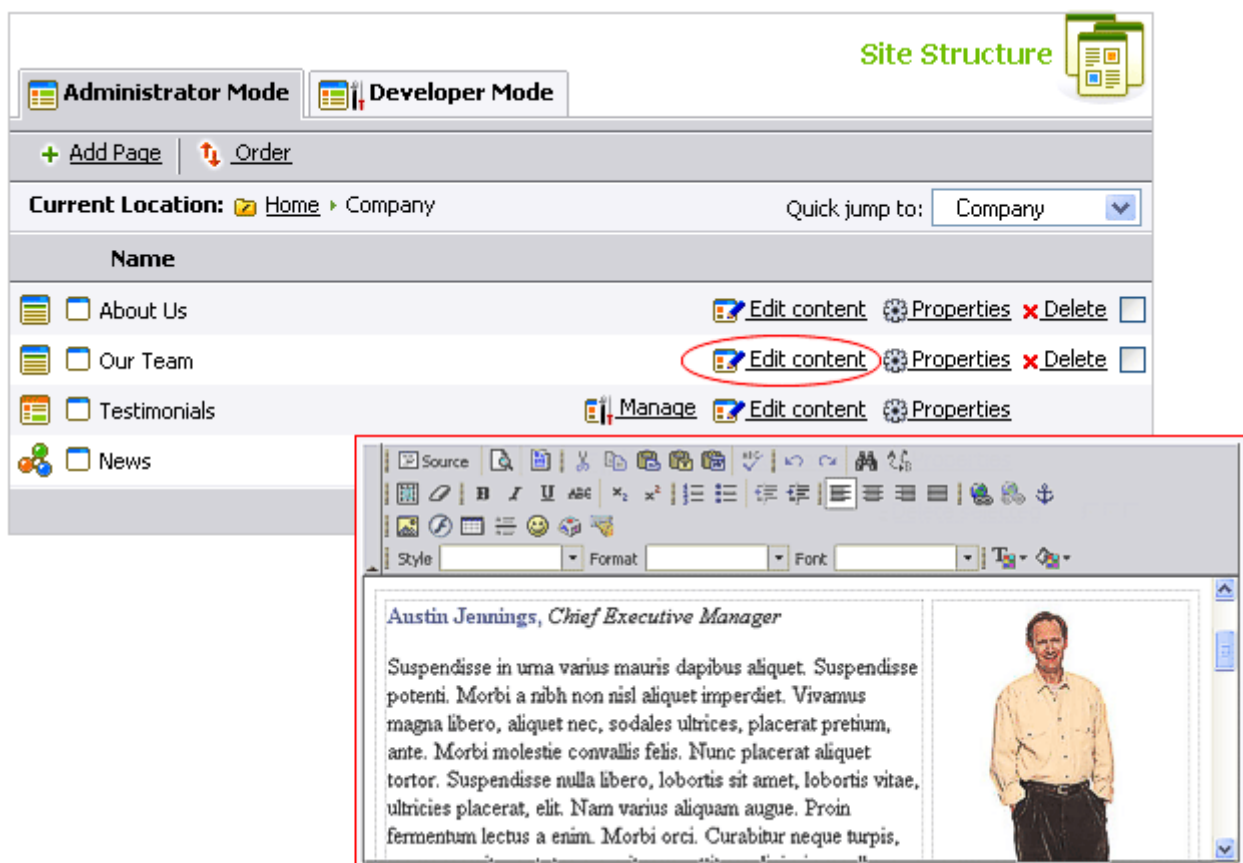 Site Structure
Administrator Mode Developer Mode
Add Page Order
Current Location: Home Company Quick jump to: Company
Name
About Us Edit content Properties Delete
Our Team Edit content Properties Delete
Testimonials Manage Edit content Properties
News
Source
Style Format Font
Austin Jennings, Chief Executive Manager
Suspendisse in urna varius mauris dapibus aliquet. Suspendisse
potenti. Morbi a nibh non nisl aliquet imperdiet. Vivamus
magna libero, aliquet nec, sodales ultrices, placerat pretium,
ante. Morbi molestie convallis felis. Nunc placerat aliquet
tortor. Suspendisse nulla libero, lobortis sit amet, lobortis vitae,
ultricies placerat, elit. Nam varius aliquam augue. Proin
fermentum lectus a enim. Morbi orci. Curabitur neque turpis,